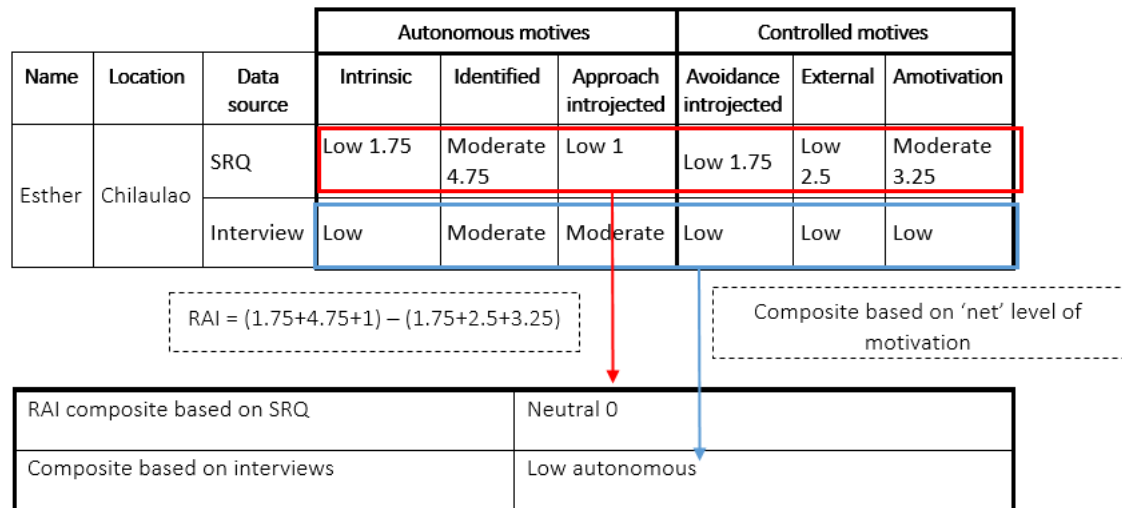 Autonomous motives Controlled motives
Name Location Data source Intrinsic Identified Approach introjected Avoidance introjected External Amotivation
Esther Chilaulao SRQ Low 1.75 Moderate 4.75 Low 1 Low 1.75 Low 2.5 Moderate 3.25
Interview Low Moderate Moderate Low Low Low
RAI = (1.75+4.75+1) – (1.75+2.5+3.25)
Composite based on ‘net’ level of
motivation
RAI composite based on SRQ Neutral 0
Composite based on interviews Low autonomous